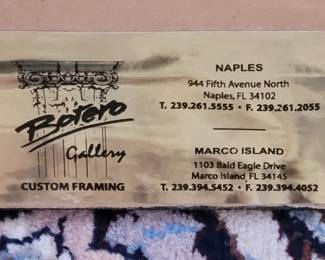 Botero
Gallery
CUSTOM FRAMING
NAPLES
944 Fifth Avenue North
Naples, FL 34102
T. 239.261.5555 • F. 239.261.2055
MARCO ISLAND
1103 Bald Eagle Drive
Marco Island, FL 34145
T. 239.394.5452 • F. 239.394.4052